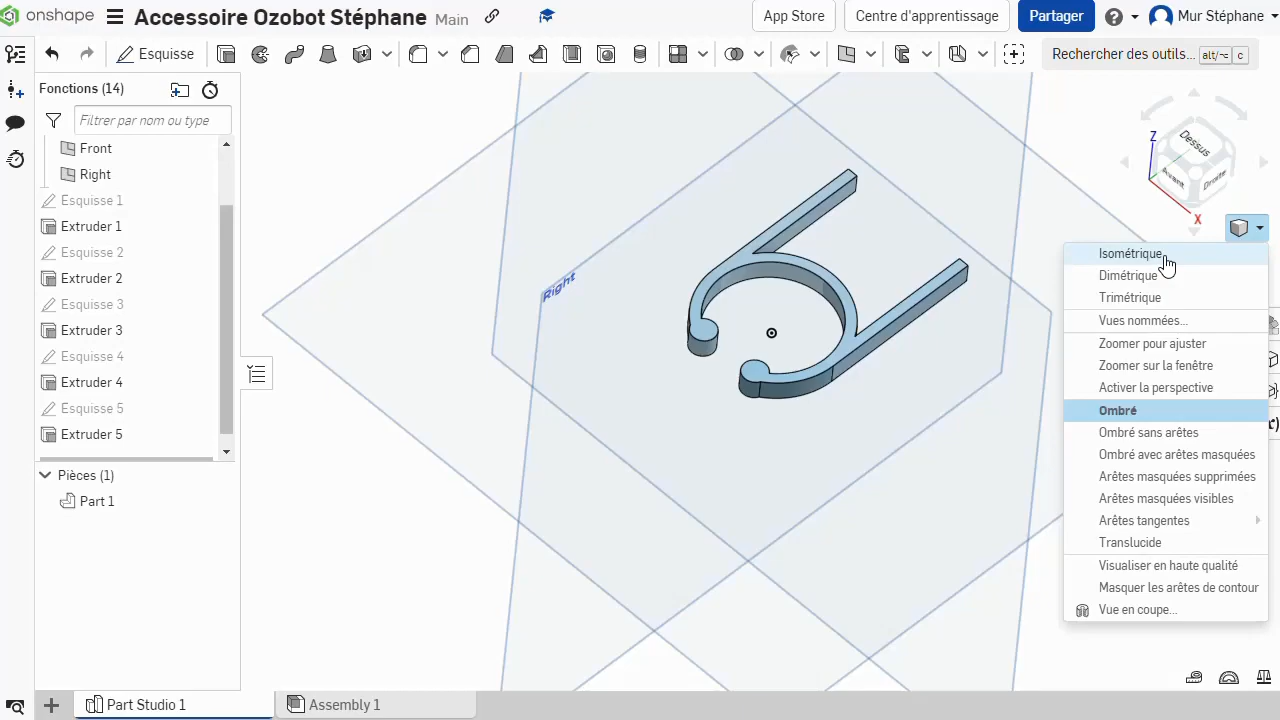 onshape
Accessoire Ozobot Stéphane
Main
App Store
Centre d'apprentissage
Partager
Mur Stéphane
Esquisse
Rechercher des outils...
alt/⌥
c
Fonctions (14)
Filtrer par nom ou type
Front
Right
Esquisse 1
Extruder 1
Esquisse 2
Extruder 2
Esquisse 3
Extruder 3
Esquisse 4
Extruder 4
Esquisse 5
Extruder 5
Pièces (1)
Part 1
Right
Z
Dessus
Avant
Droite
X
Isométrique
Dimétrique
Trimétrique
Vues nommées...
Zoomer pour ajuster
Zoomer sur la fenêtre
Activer la perspective
Ombré
Ombré sans arêtes
Ombré avec arêtes masquées
Arêtes masquées supprimées
Arêtes masquées visibles
Arêtes tangentes
Translucide
Visualiser en haute qualité
Masquer les arêtes de contour
Vue en coupe...
Part Studio 1
Assembly 1